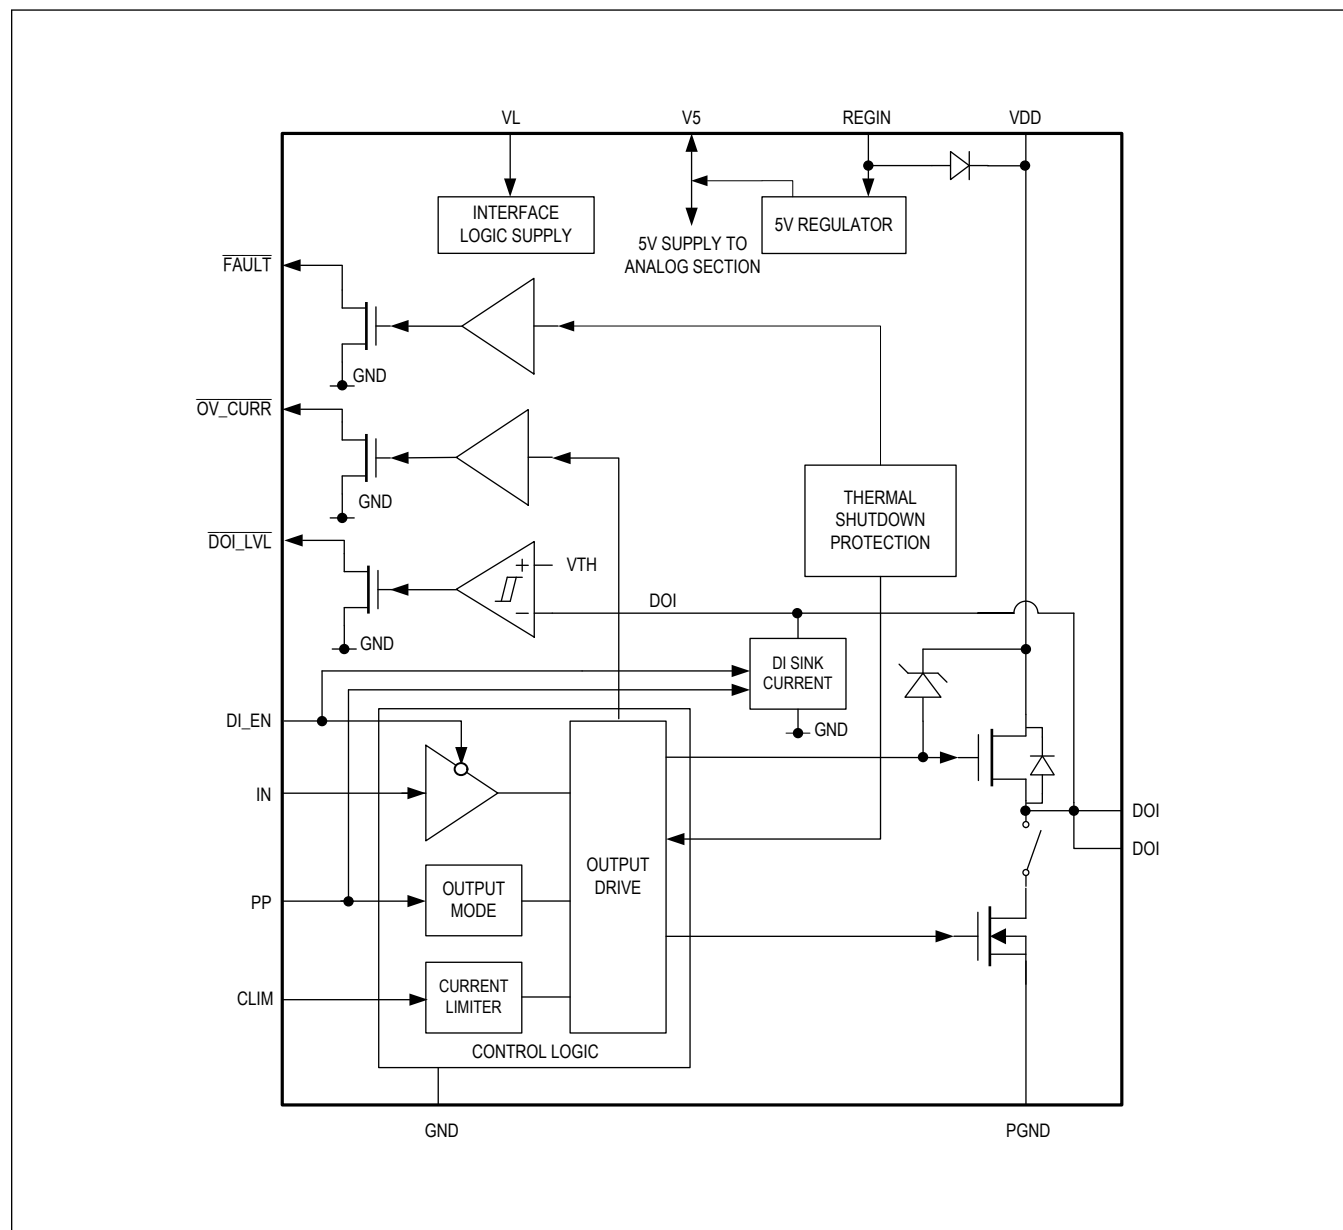 VL
V5
REGIN
VDD
INTERFACE
LOGIC SUPPLY
5V REGULATOR
5V SUPPLY TO
ANALOG SECTION
FAULT
GND
OV_CURR
GND
THERMAL
SHUTDOWN
PROTECTION
DOI_LVL
+
VTH
−
DOI
GND
DI SINK
CURRENT
GND
DI_EN
IN
DOI
DOI
OUTPUT
DRIVE
PP
OUTPUT
MODE
CLIM
CURRENT
LIMITER
CONTROL LOGIC
GND
PGND